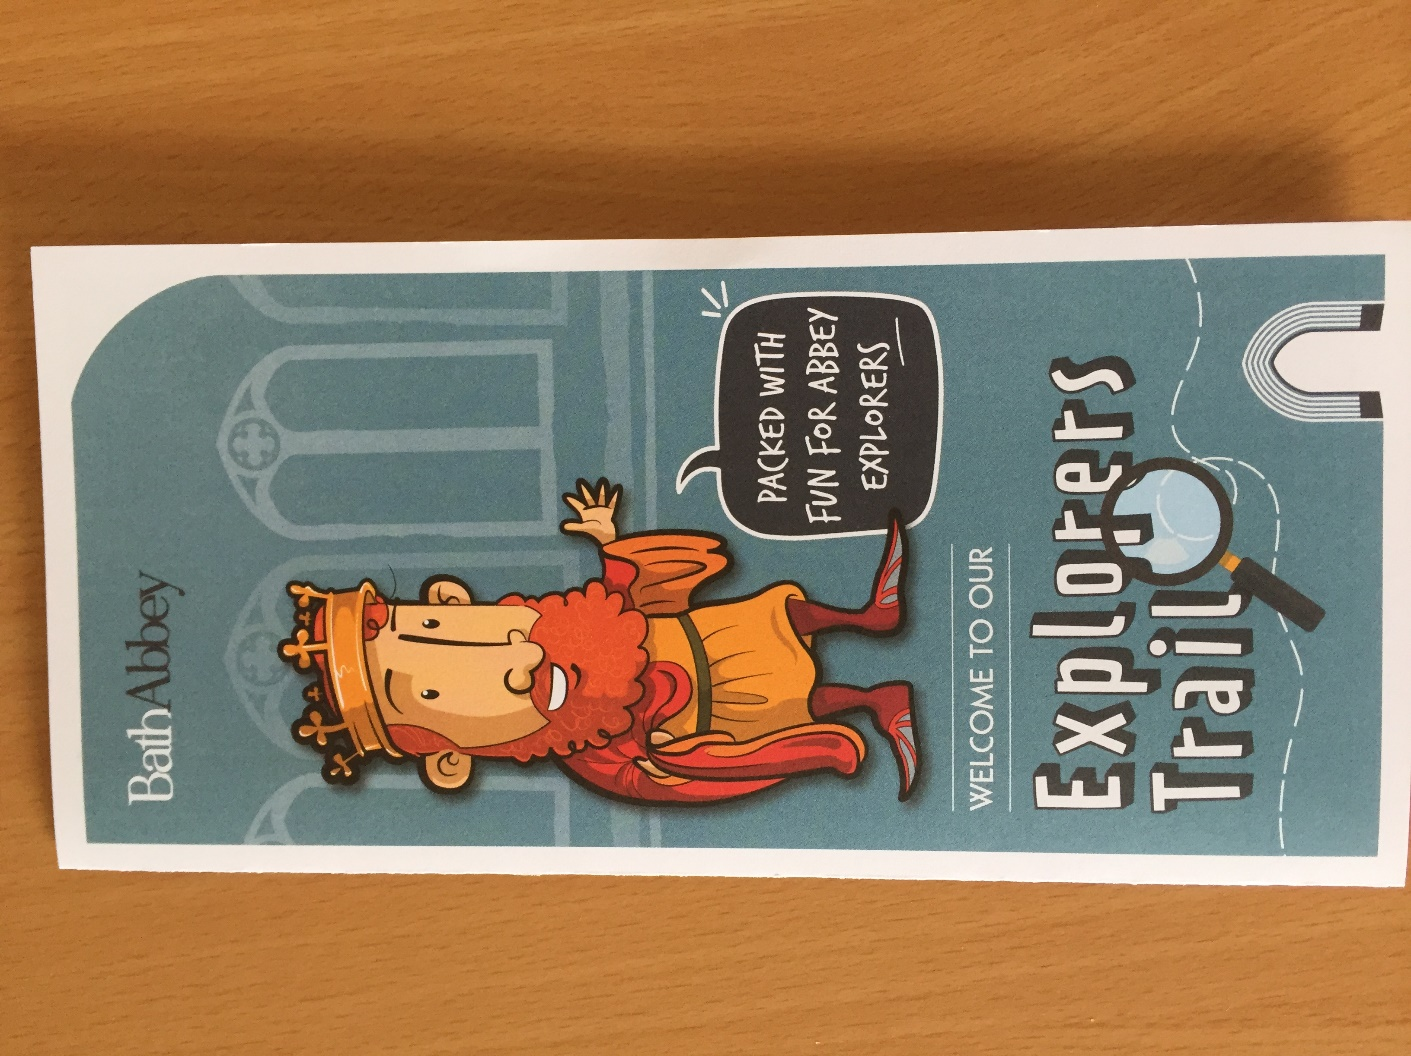 Bath Abbey
PACKED WITH
FUN FOR ABBEY
EXPLORERS
WELCOME TO OUR
Explorers
Trail